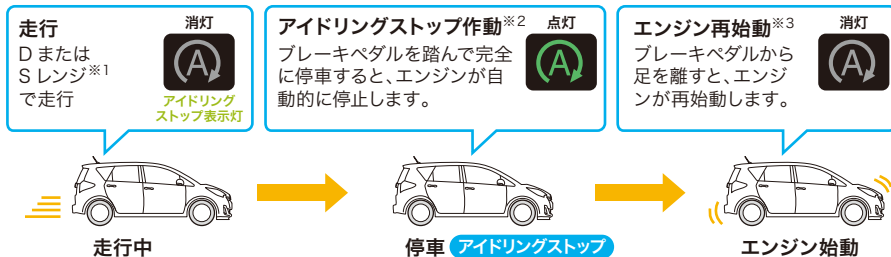 走行
D または
S レンジ※1
で走行
消灯
A
アイドリング
ストップ表示灯
アイドリングストップ作動※2
ブレーキペダルを踏んで完全
に停車すると、エンジンが自
動的に停止します。
点灯
A
エンジン再始動※3
ブレーキペダルから
足を離すと、エンジ
ンが再始動します。
消灯
A
走行中
停車 アイドリングストップ
エンジン始動